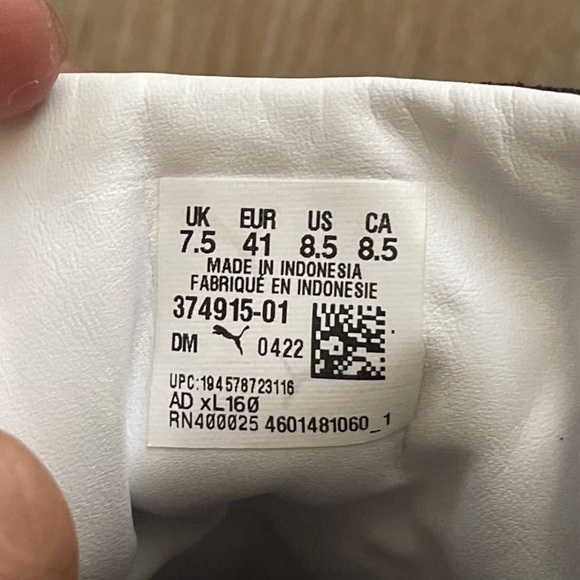 UK EUR US CA
7.5 41 8.5 8.5
MADE IN INDONESIA
FABRIQUÉ EN INDONESIE
374915-01
DM 0422
UPC:194578723116
AD xL160
RN400025 4601481060_1